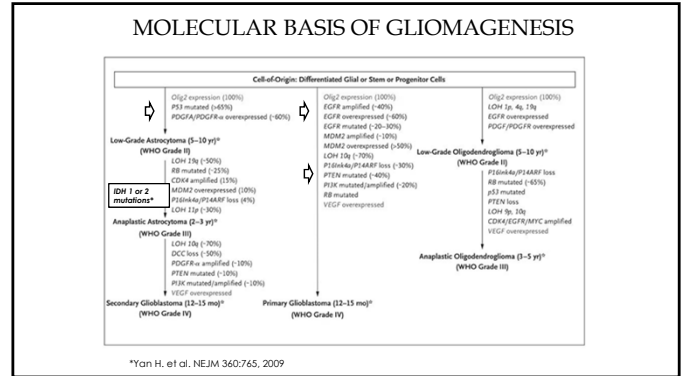 MOLECULAR BASIS OF GLIOMAGENESIS
Cell-of-Origin: Differentiated Glial or Stem or Progenitor Cells
Olig2 expression (100%)
P53 mutated (>65%)
PDGFA/PDGFR-α overexpressed (~60%)
Low-Grade Astrocytoma (5–10 yr)*
(WHO Grade II)
LOH 19q (~50%)
RB mutated (~25%)
CDK4 amplified (15%)
MDM2 overexpressed (10%)
P16Ink4a/P14ARF loss (4%)
LOH 11p (~30%)
IDH 1 or 2
mutations*
Anaplastic Astrocytoma (2–3 yr)*
(WHO Grade III)
LOH 10q (~70%)
DCC loss (~50%)
PDGFR-α amplified (~10%)
PTEN mutated (~10%)
PI3K mutated/amplified (~10%)
VEGF overexpressed
Secondary Glioblastoma (12–15 mo)*
(WHO Grade IV)
Olig2 expression (100%)
EGFR amplified (~40%)
EGFR overexpressed (~60%)
EGFR mutated (~20–30%)
MDM2 amplified (~10%)
MDM2 overexpressed (>50%)
LOH 10q (~70%)
P16Ink4a/P14ARF loss (~30%)
PTEN mutated (~40%)
PI3K mutated/amplified (~20%)
RB mutated
VEGF overexpressed
Primary Glioblastoma (12–15 mo)*
(WHO Grade IV)
Olig2 expression (100%)
LOH 1p, 4q, 19q
EGFR overexpressed
PDGF/PDGFR overexpressed
Low-Grade Oligodendroglioma (5–10 yr)*
(WHO Grade II)
P16Ink4a/P14ARF loss
RB mutated (~65%)
p53 mutated
PTEN loss
LOH 9p, 10q
CDK4/EGFR/MYC amplified
VEGF overexpressed
Anaplastic Oligodendroglioma (3–5 yr)*
(WHO Grade III)
*Yan H. et al. NEJM 360:765, 2009